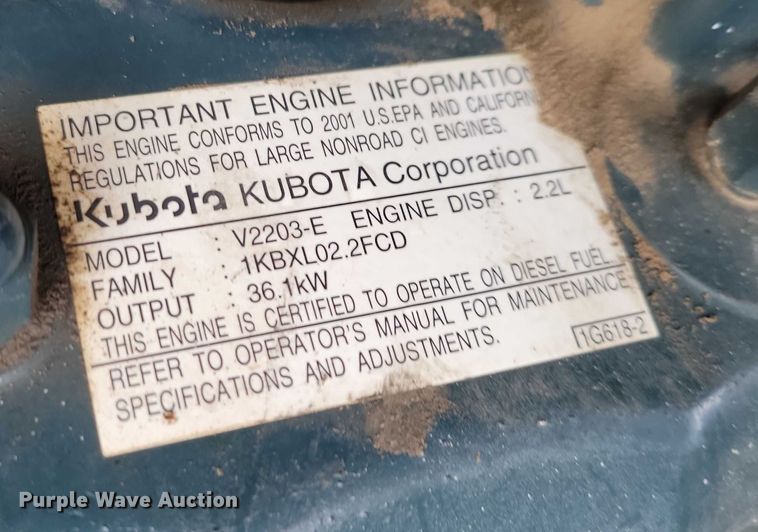 IMPORTANT ENGINE INFORMATION
THIS ENGINE CONFORMS TO 2001 U.S.EPA AND CALIFORN
REGULATIONS FOR LARGE NONROAD CI ENGINES.
Kubota KUBOTA Corporation
MODEL : V2203-E ENGINE DISP. : 2.2L
FAMILY : 1KBXL02.2FCD
OUTPUT : 36.1kW
THIS ENGINE IS CERTIFIED TO OPERATE ON DIESEL FUEL.
REFER TO OPERATOR'S MANUAL FOR MAINTENANCE
SPECIFICATIONS AND ADJUSTMENTS.
1G618-2
Purple Wave Auction